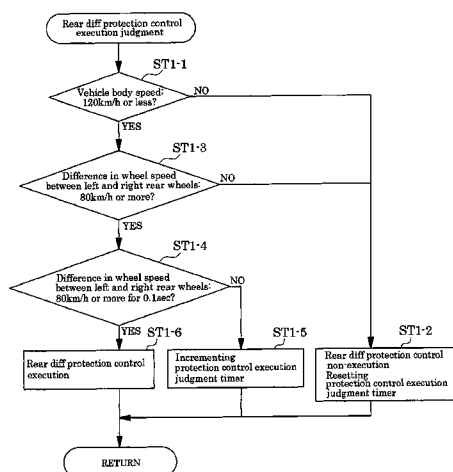 Rear diff protection control
execution judgment
ST1-1
Vehicle body speed:
120km/h or less?
NO
YES
ST1-3
Difference in wheel speed
between left and right rear wheels:
80km/h or more?
NO
YES
ST1-4
Difference in wheel speed
between left and right rear wheels:
80km/h or more for 0.1sec?
NO
YES
ST1-6
Rear diff protection control
execution
ST1-5
Incrementing
protection control execution
judgment timer
ST1-2
Rear diff protection control
non-execution
Resetting
protection control execution
judgment timer
RETURN